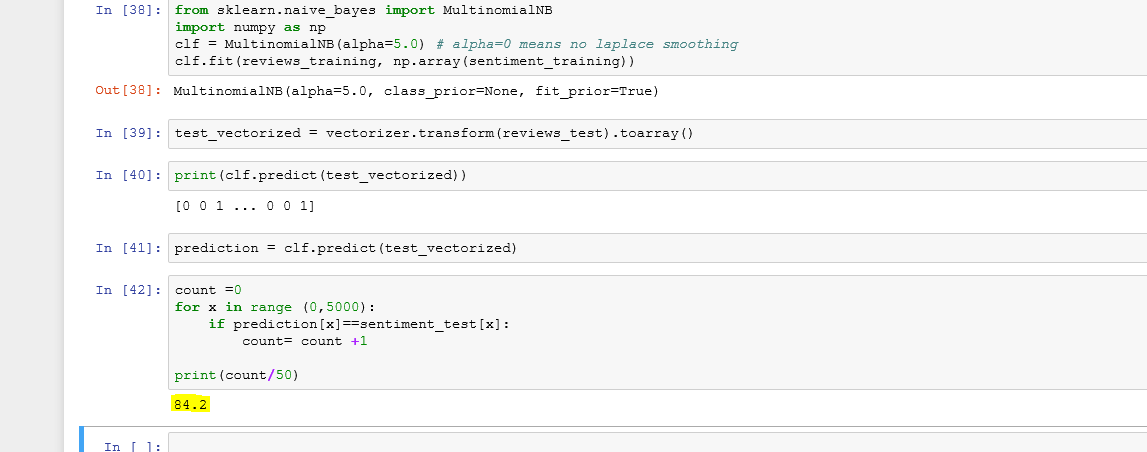 In [38]: from sklearn.naive_bayes import MultinomialNB
import numpy as np
clf = MultinomialNB(alpha=5.0) # alpha=0 means no laplace smoothing
clf.fit(reviews_training, np.array(sentiment_training))
Out[38]: MultinomialNB(alpha=5.0, class_prior=None, fit_prior=True)
In [39]: test_vectorized = vectorizer.transform(reviews_test).toarray()
In [40]: print(clf.predict(test_vectorized))
[0 0 1 ... 0 0 1]
In [41]: prediction = clf.predict(test_vectorized)
In [42]: count =0
for x in range (0,5000):
    if prediction[x]==sentiment_test[x]:
        count= count +1
print(count/50)
84.2
In [ ]: